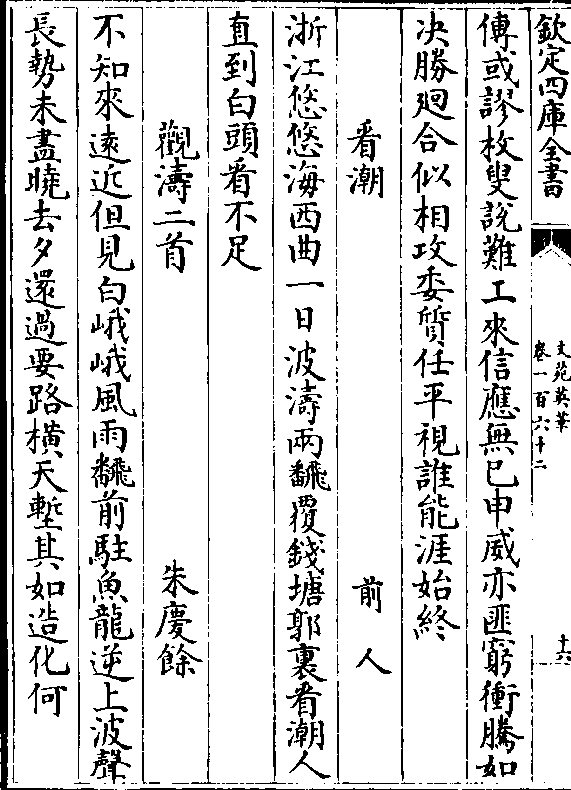 欽定四庫全書
文苑英華
卷一百六十二
十六
傅或謬枚叟說難工來信應無已申威亦匪窮衝騰如
決勝廻合似相攻委質任平視誰能涯始終
看潮　前人
浙江悠悠海西曲一日波濤兩飜覆錢塘郭裏看潮人
直到白頭看不足
觀濤二首　朱慶餘
不知來遠近但見白峨峨風雨飜前駐魚龍逆上波聲
長勢未盡曉去夕還過要路橫天塹其如造化何